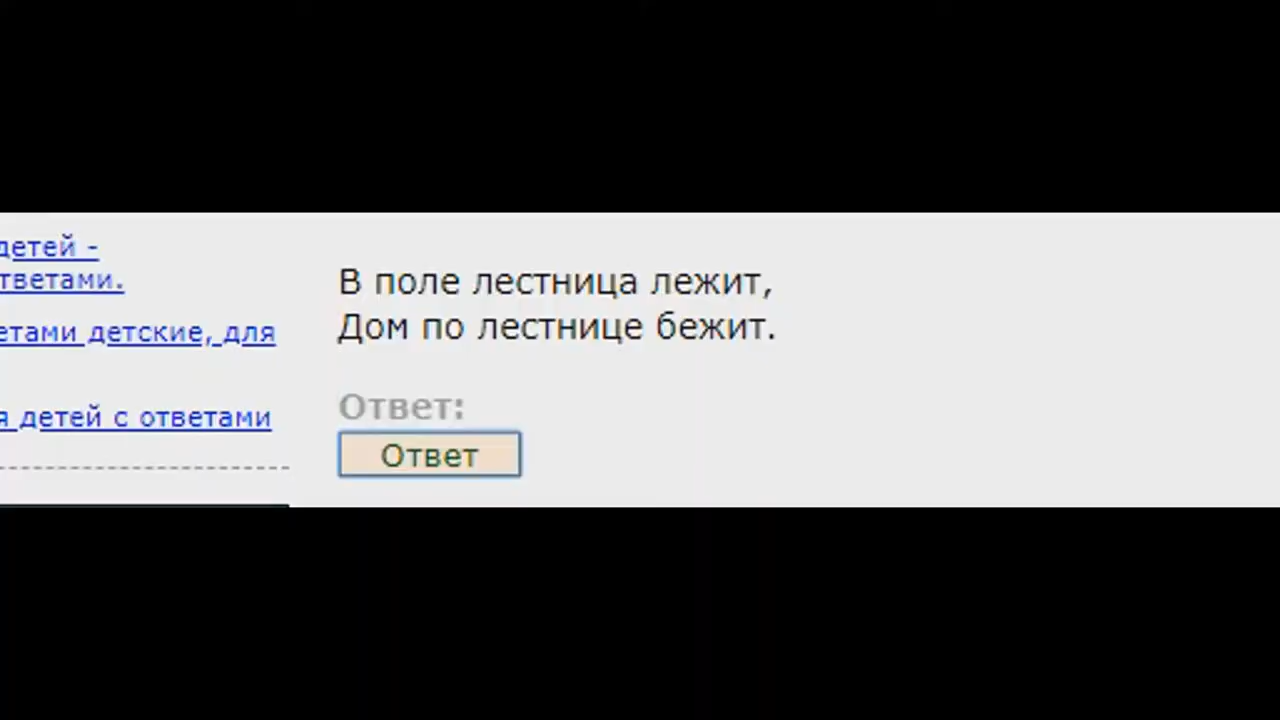 детей -
тветами.
етами детские, для
я детей с ответами
В поле лестница лежит,
Дом по лестнице бежит.
Ответ:
Ответ